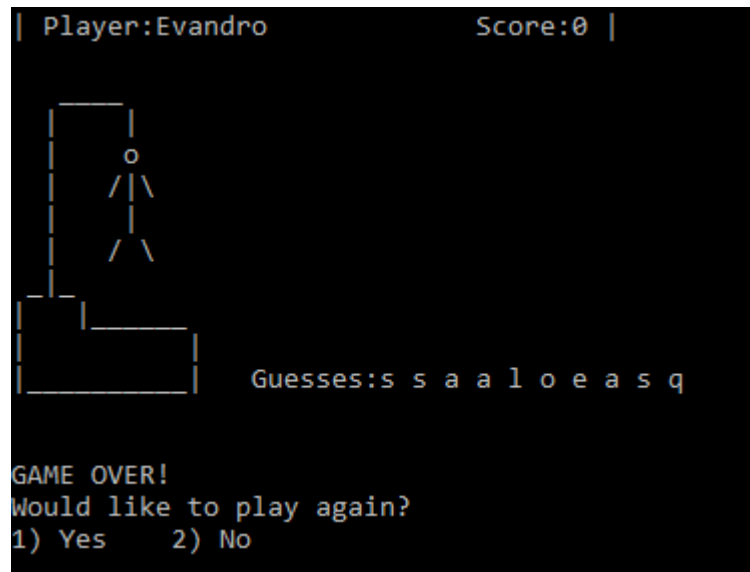 | Player:Evandro Score:0 |
Guesses:s s a a l o e a s q
GAME OVER!
Would like to play again?
1) Yes 2) No